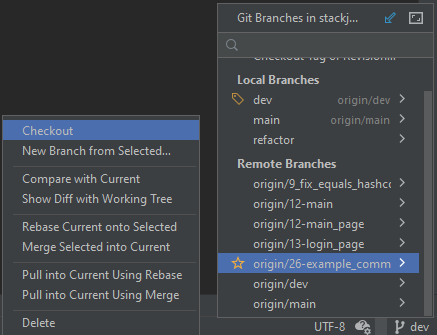 Git Branches in stackj...
Checkout Tag or Revision...
Local Branches
dev origin/dev
main origin/main
refactor
Remote Branches
origin/9_fix_equals_hashco
origin/12-main
origin/12-main_page
origin/13-login_page
origin/26-example_comm
origin/dev
origin/main
Checkout
New Branch from Selected...
Compare with Current
Show Diff with Working Tree
Rebase Current onto Selected
Merge Selected into Current
Pull into Current Using Rebase
Pull into Current Using Merge
Delete
UTF-8 dev